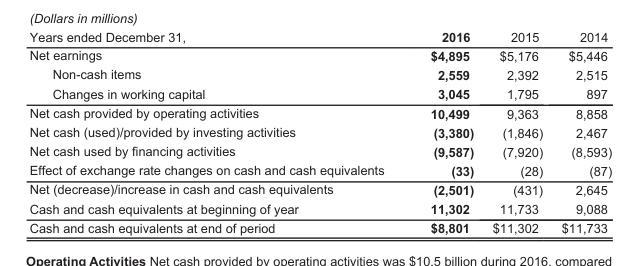 (Dollars in millions)
Years ended December 31, 2016 2015 2014
Net earnings $4,895 $5,176 $5,446
Non-cash items 2,559 2,392 2,515
Changes in working capital 3,045 1,795 897
Net cash provided by operating activities 10,499 9,363 8,858
Net cash (used)/provided by investing activities (3,380) (1,846) 2,467
Net cash used by financing activities (9,587) (7,920) (8,593)
Effect of exchange rate changes on cash and cash equivalents (33) (28) (87)
Net (decrease)/increase in cash and cash equivalents (2,501) (431) 2,645
Cash and cash equivalents at beginning of year 11,302 11,733 9,088
Cash and cash equivalents at end of period $8,801 $11,302 $11,733
Operating Activities Net cash provided by operating activities was $10.5 billion during 2016, compared